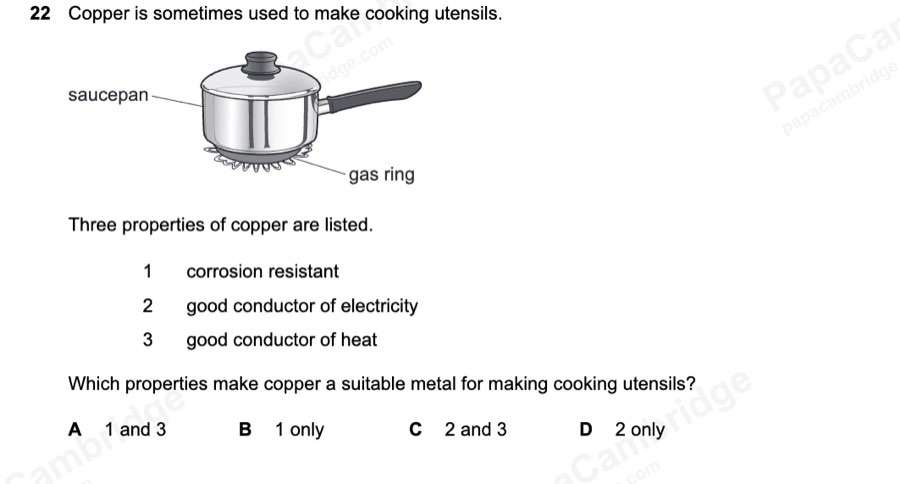 22 Copper is sometimes used to make cooking utensils.
saucepan
gas ring
Three properties of copper are listed.
1 corrosion resistant
2 good conductor of electricity
3 good conductor of heat
Which properties make copper a suitable metal for making cooking utensils?
A 1 and 3 B 1 only C 2 and 3 D 2 only